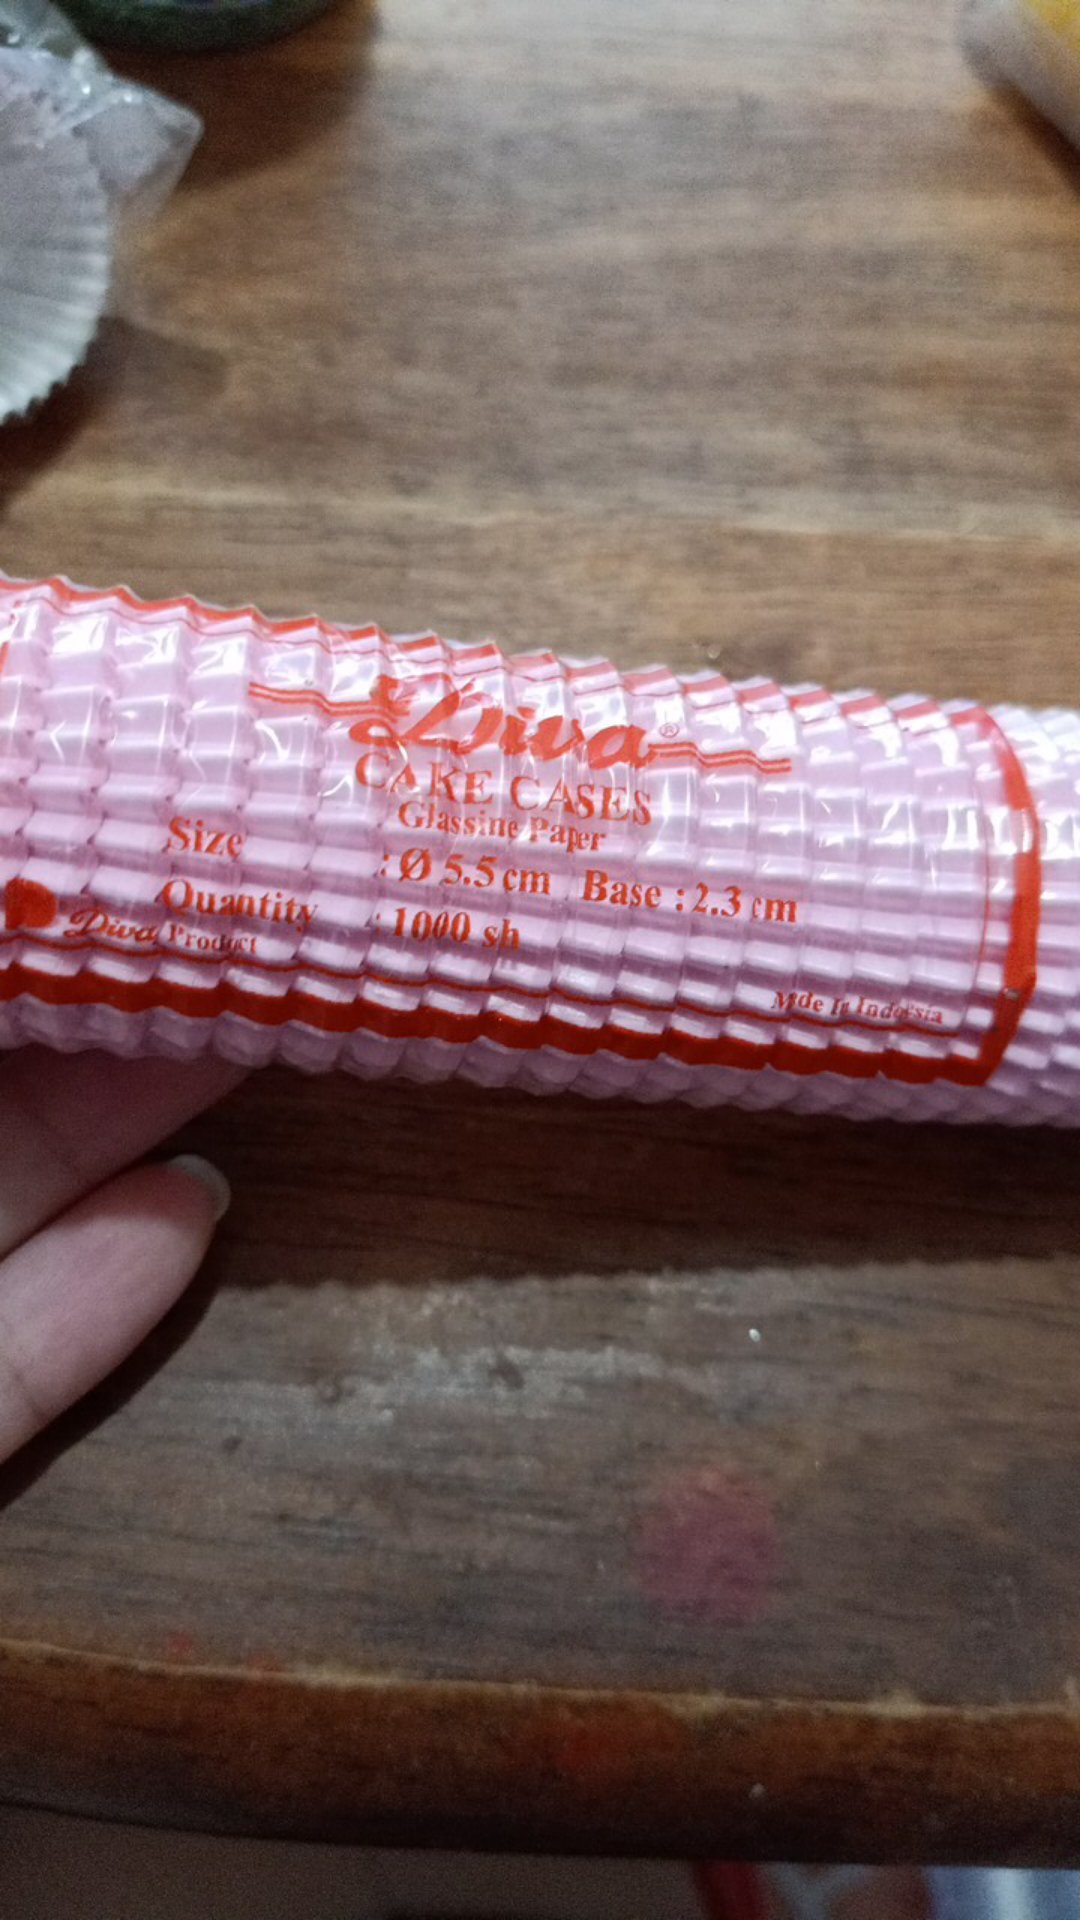 Diva®
CAKE CASES
Glassine Paper
Size : Ø 5.5 cm Base : 2.3 cm
Quantity : 1000 sh
Diva Product
Made In Indonesia